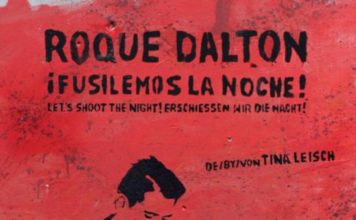 ROQUE DALTON
¡FUSILEMOS LA NOCHE!
LET'S SHOOT THE NIGHT! ERSCHIESSEN WIR DIE NACHT!
DE/BY/VON TINA LEISCH